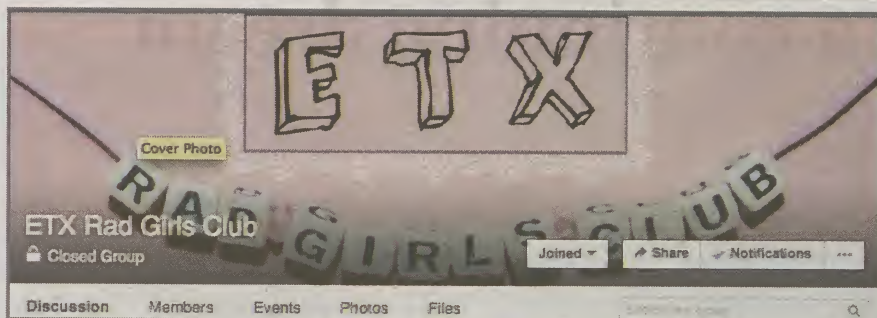 ETX
Cover Photo
RAD GIRLS CLUB
ETX Rad Girls Club
Closed Group
Joined Share Notifications ...
Discussion Members Events Photos Files